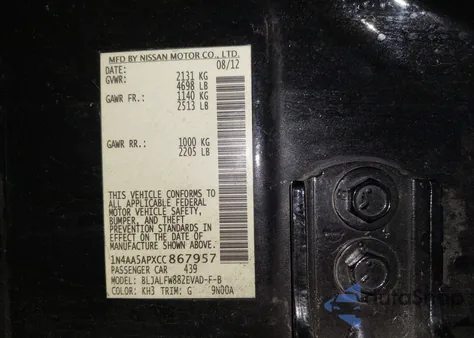 MFD BY NISSAN MOTOR CO., LTD.
DATE: 08/12
GVWR: 2131 KG
4698 LB
GAWR FR.: 1140 KG
2513 LB
GAWR RR.: 1000 KG
2205 LB
THIS VEHICLE CONFORMS TO
ALL APPLICABLE FEDERAL
MOTOR VEHICLE SAFETY,
BUMPER, AND THEFT
PREVENTION STANDARDS
IN EFFECT ON THE DATE OF
MANUFACTURE SHOWN ABOVE.
1N4AA5APXCC867957
PASSENGER CAR 439
MODEL: BLJALFW882EVAD-F-B
COLOR: KH3 TRIM: G 9N00A
AutoSnap